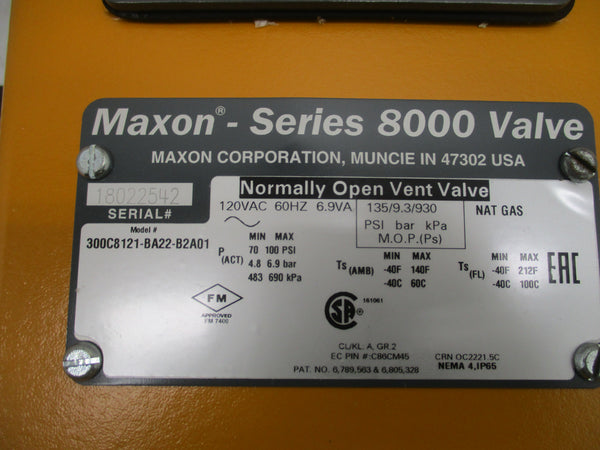 Maxon® - Series 8000 Valve
MAXON CORPORATION, MUNCIE IN 47302 USA
18022542
SERIAL#
Normally Open Vent Valve
120VAC 60HZ 6.9VA
135/9.3/930
PSI bar kPa
M.O.P.(Ps)
NAT GAS
Model #
300C8121-BA22-B2A01
P(ACT)
MIN MAX
70 100 PSI
4.8 6.9 bar
483 690 kPa
Ts(AMB)
MIN MAX
-40F 140F
-40C 60C
Ts(FL)
MIN MAX
-40F 212F
-40C 100C
EAC
FM
APPROVED
FM 7400
SA
161061
CL/KL: A, GR.2
EC PIN #:C86CM45
CRN OC2221.5C
NEMA 4,IP65
PAT. NO. 6,789,563 & 6,805,328